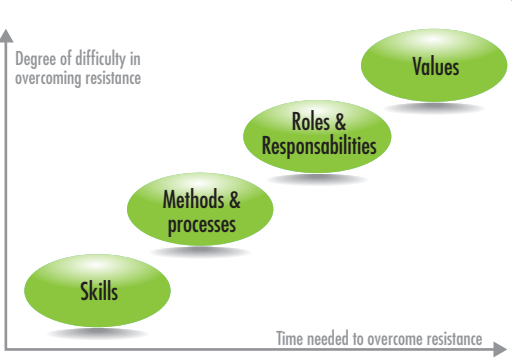 Degree of difficulty in
overcoming resistance
Values
Roles &
Responsabilities
Methods &
processes
Skills
Time needed to overcome resistance